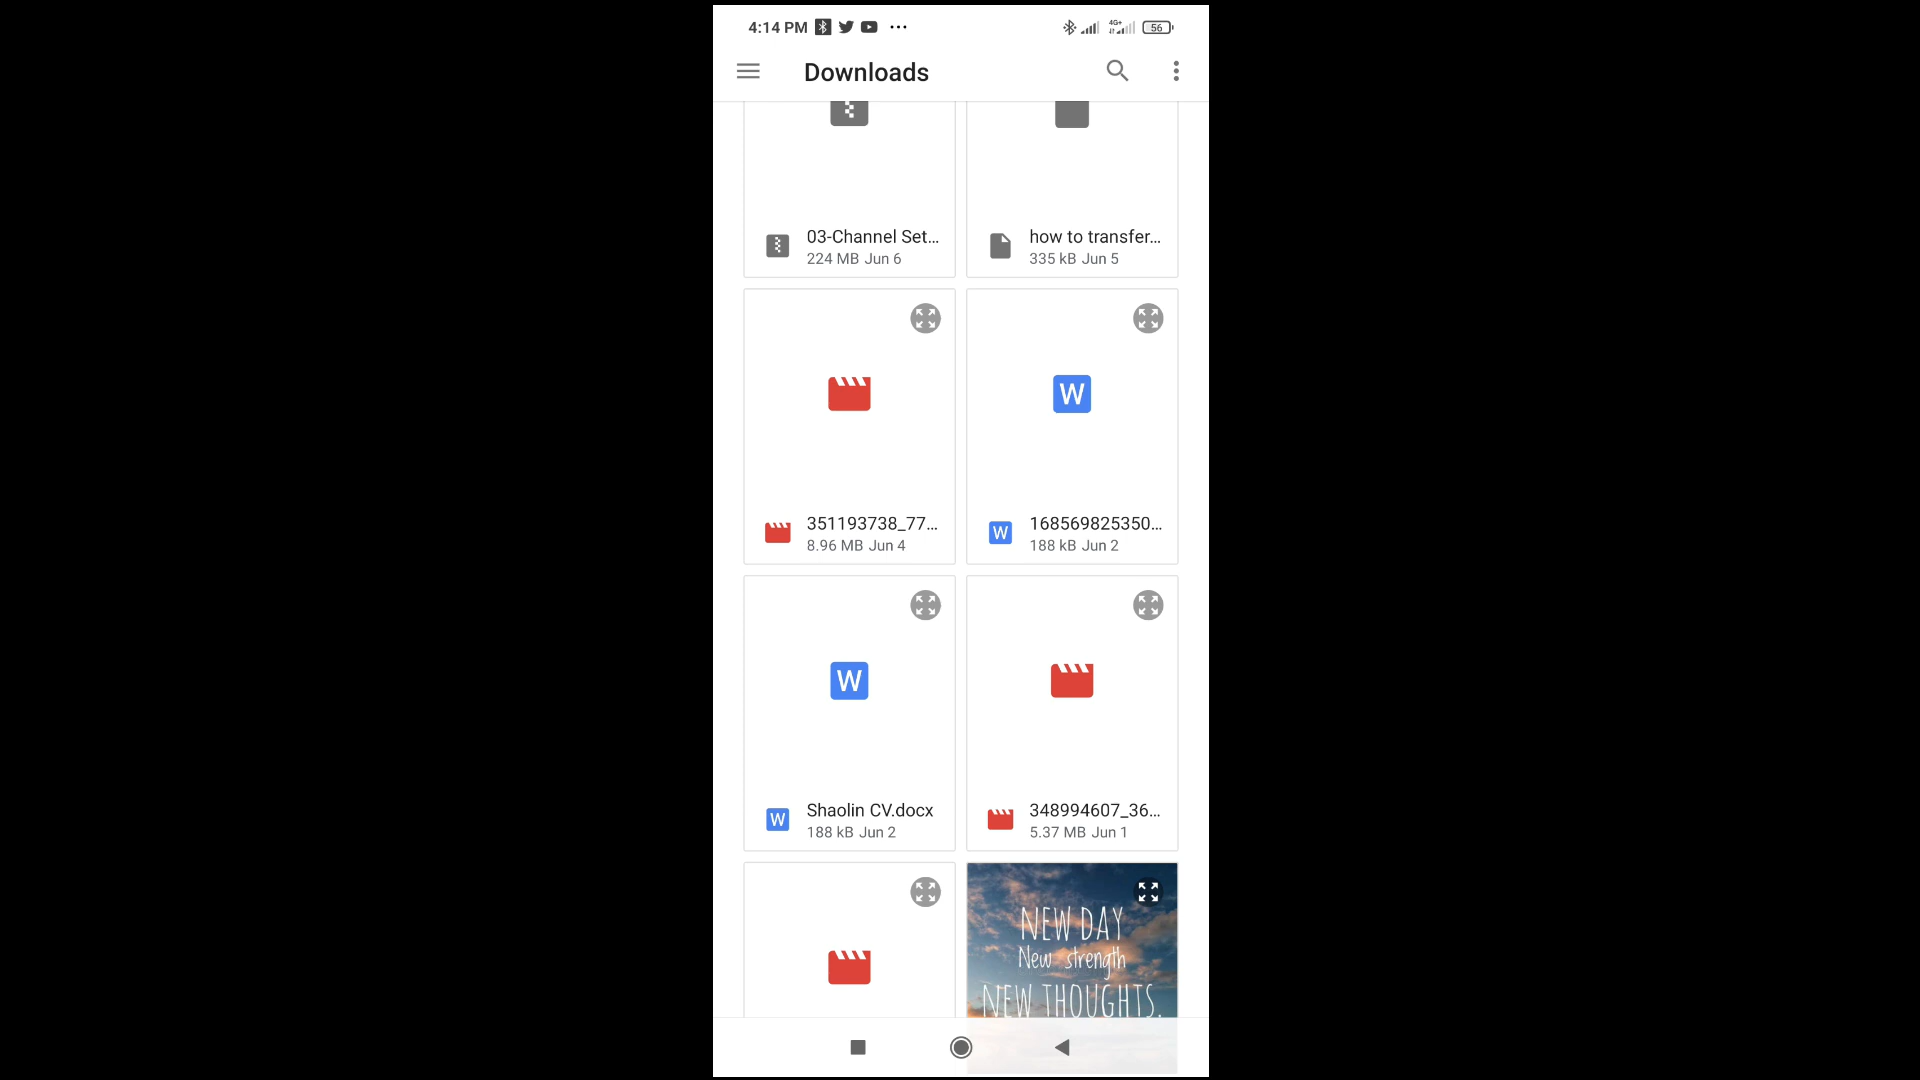 4:14 PM
4G+
56
Downloads
03-Channel Set...
224 MB Jun 6
how to transfer...
335 kB Jun 5
W
351193738_77...
8.96 MB Jun 4
W
168569825350...
188 kB Jun 2
W
W
Shaolin CV.docx
188 kB Jun 2
348994607_36...
5.37 MB Jun 1
NEW DAY
New strength
NEW THOUGHTS.